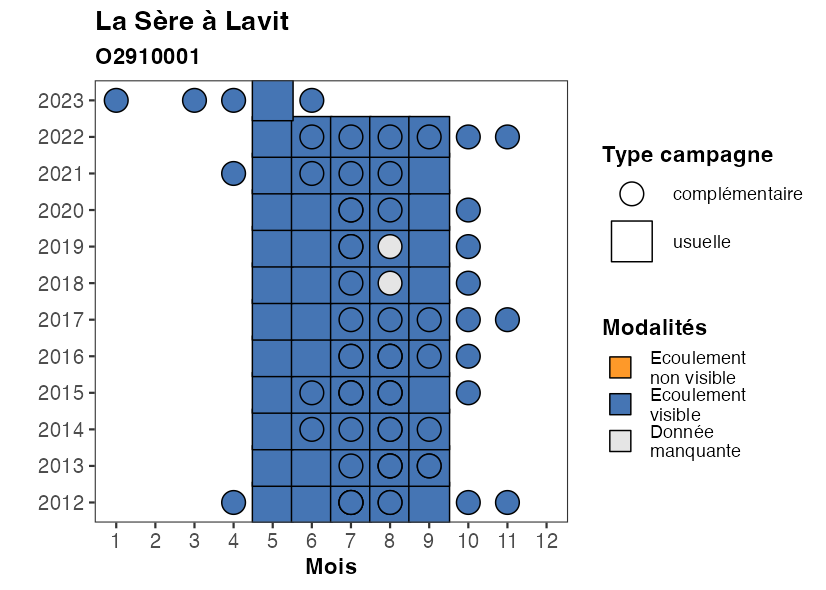 La Sère à Lavit
O2910001
2023
2022
2021
2020
2019
2018
2017
2016
2015
2014
2013
2012
1 2 3 4 5 6 7 8 9 10 11 12
Mois
Type campagne
complémentaire
usuelle
Modalités
Ecoulement
non visible
Ecoulement
visible
Donnée
manquante